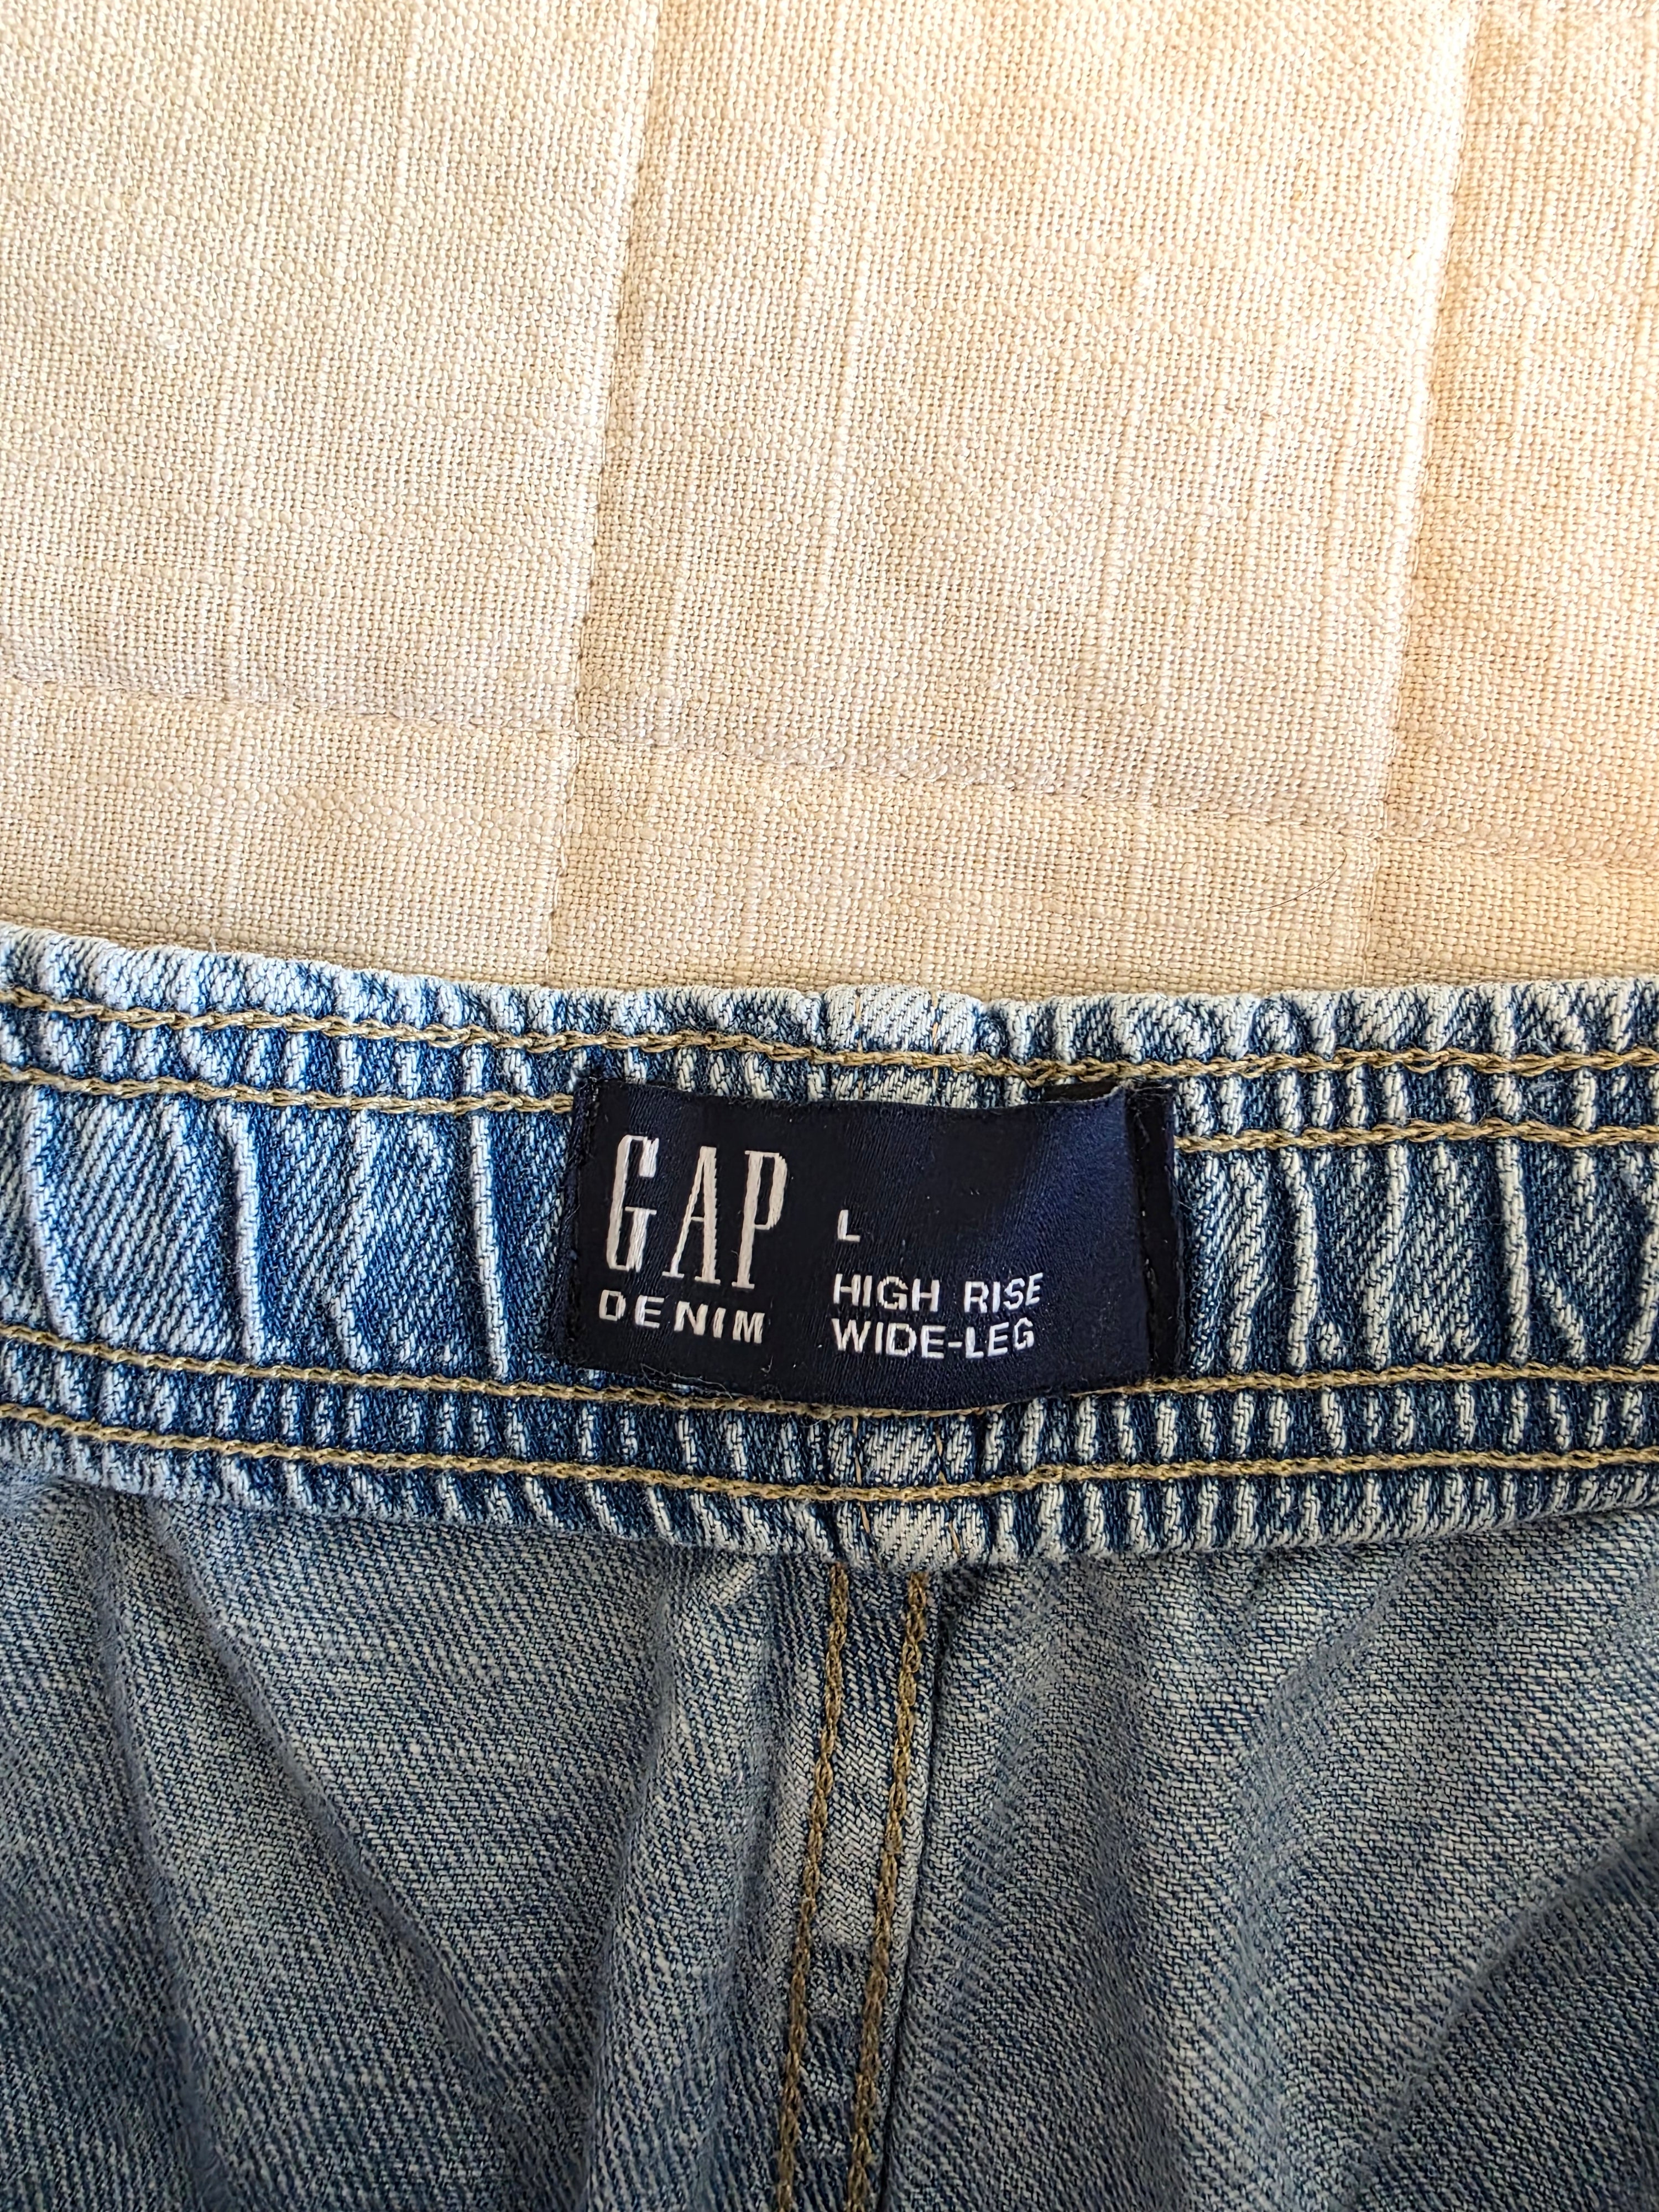 GAP
DENIM
L
HIGH RISE
WIDE-LEG